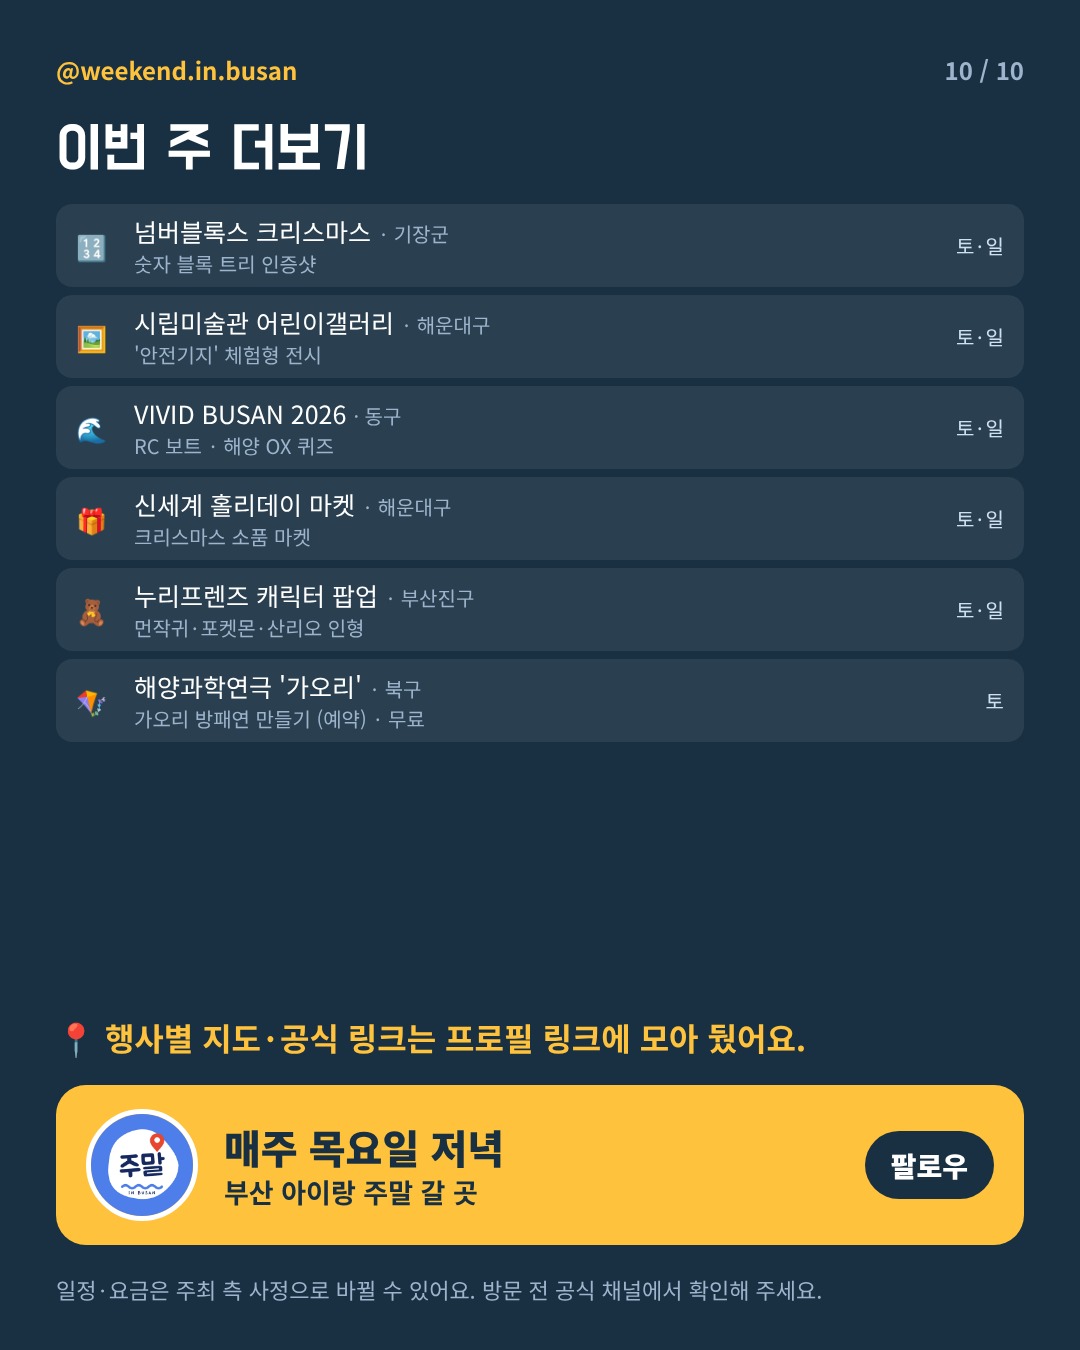 @weekend.in.busan
10 / 10
이번 주 더보기
넘버블록스 크리스마스 · 기장군
숫자 블록 트리 인증샷
토·일
시립미술관 어린이갤러리 · 해운대구
'안전기지' 체험형 전시
토·일
VIVID BUSAN 2026 · 동구
RC 보트 · 해양 OX 퀴즈
토·일
신세계 홀리데이 마켓 · 해운대구
크리스마스 소품 마켓
토·일
누리프렌즈 캐릭터 팝업 · 부산진구
먼작귀·포켓몬·산리오 인형
토·일
해양과학연극 '가오리' · 북구
가오리 방패연 만들기 (예약) · 무료
토
📍 행사별 지도·공식 링크는 프로필 링크에 모아 뒀어요.
주말
IN BUSAN
매주 목요일 저녁
부산 아이랑 주말 갈 곳
팔로우
일정·요금은 주최 측 사정으로 바뀔 수 있어요. 방문 전 공식 채널에서 확인해 주세요.